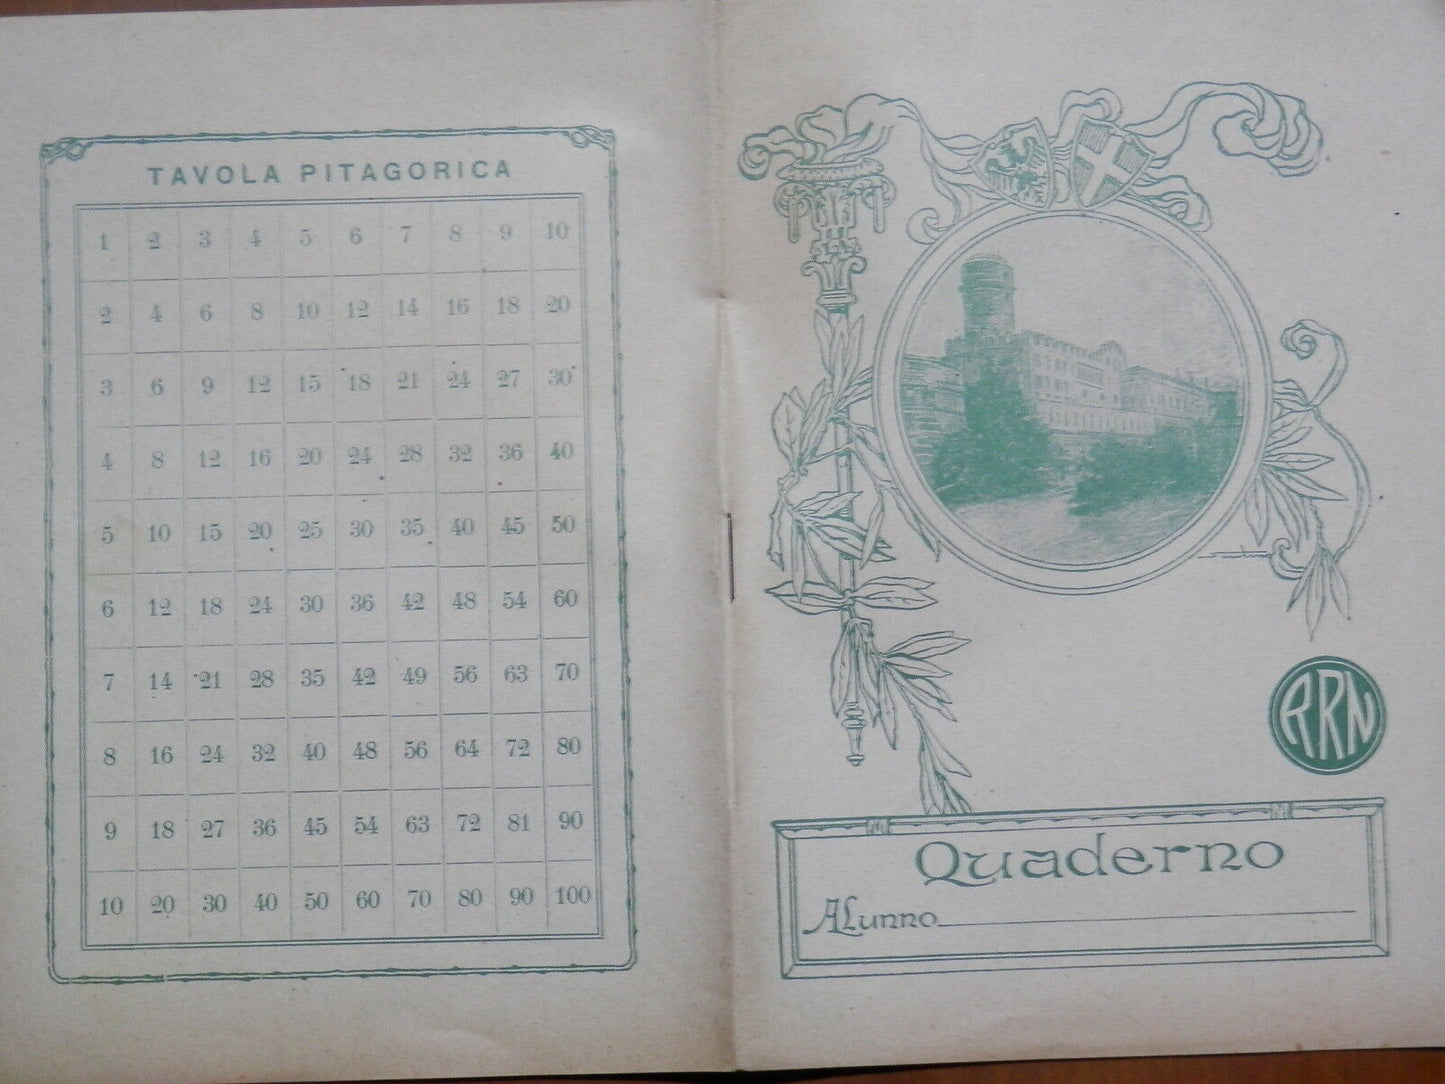 TAVOLA PITAGORICA
1 2 3 4 5 6 7 8 9 10
2 4 6 8 10 12 14 16 18 20
3 6 9 12 15 18 21 24 27 30
4 8 12 16 20 24 28 32 36 40
5 10 15 20 25 30 35 40 45 50
6 12 18 24 30 36 42 48 54 60
7 14 21 28 35 42 49 56 63 70
8 16 24 32 40 48 56 64 72 80
9 18 27 36 45 54 63 72 81 90
10 20 30 40 50 60 70 80 90 100
ARN
Quaderno
Alunno